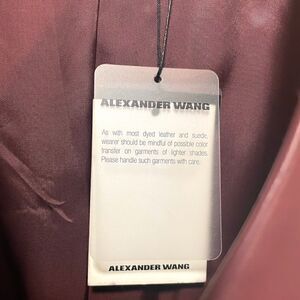 ALEXANDER WANG
As with most dyed leather and suede,
wearer should be mindful of possible color
transfer on garments of lighter shades.
Please handle such garments with care.
ALEXANDER WANG